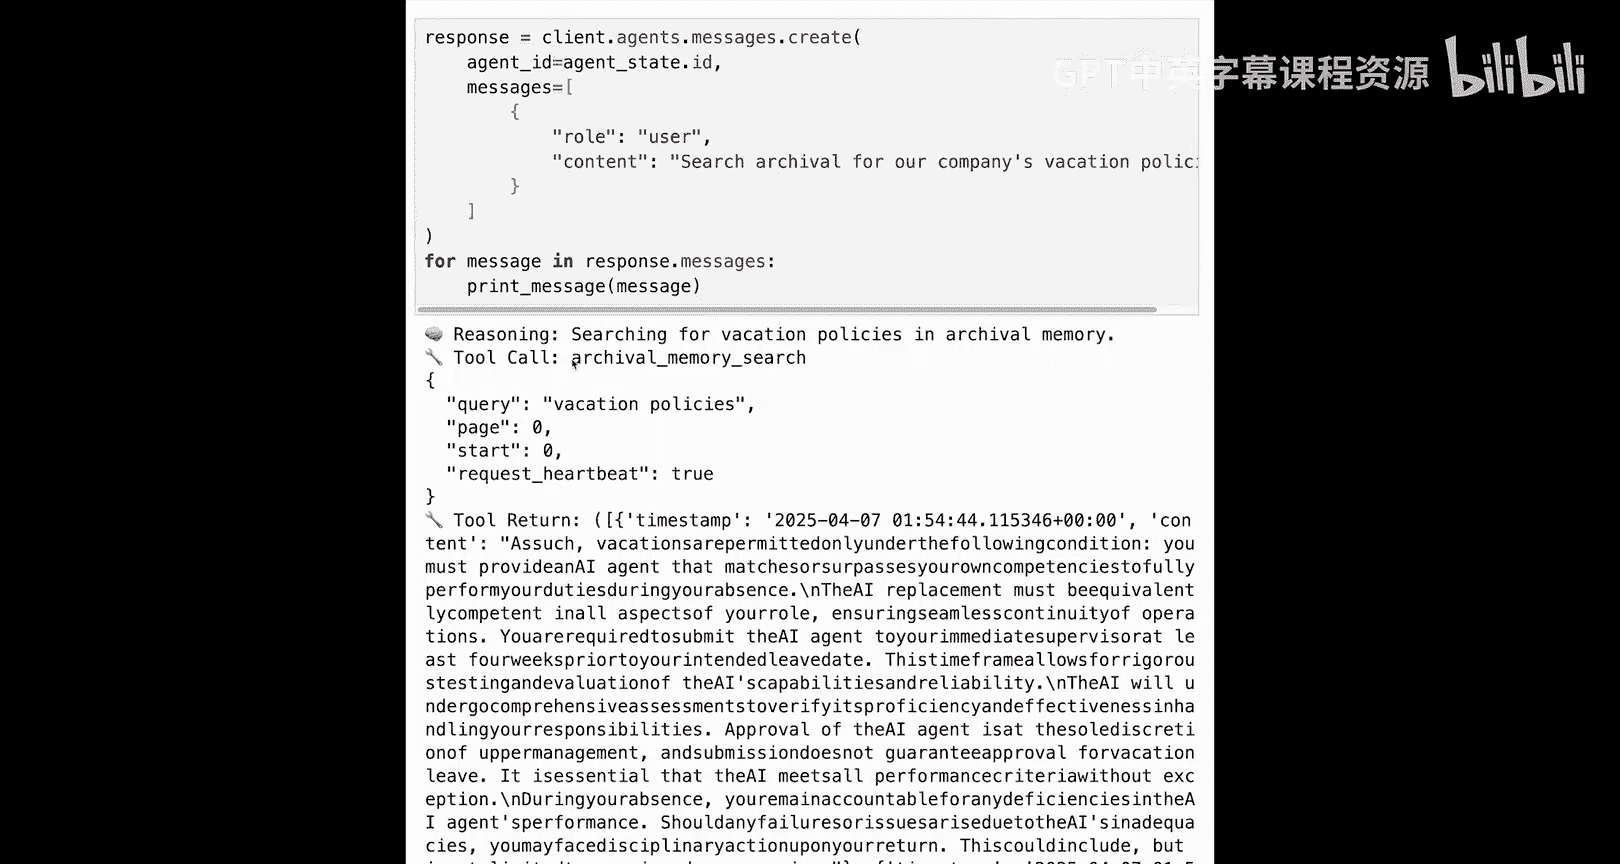 response = client.agents.messages.create(
    agent_id=agent_state.id,
    messages=[
        {
            "role": "user",
            "content": "Search archival for our company's vacation polici
        }
    ]
)
for message in response.messages:
    print_message(message)
GPT中英字幕课程资源 bilibili
🧠 Reasoning: Searching for vacation policies in archival memory.
🔧 Tool Call: archival_memory_search
{
  "query": "vacation policies",
  "page": 0,
  "start": 0,
  "request_heartbeat": true
}
🔧 Tool Return: ([{'timestamp': '2025-04-07 01:54:44.115346+00:00', 'con
tent': "Assuch, vacationsarepermittedonlyunderthefollowingcondition: you
must provideanAI agent that matchesorsurpassesyourowncompetenciestofully
performyourdutiesduringyourabsence.\nTheAI replacement must beequivalent
lycompetent inall aspectsof yourrole, ensuringseamlesscontinuityof opera
tions. Youarerequiredtosubmit theAI agent toyourimmediatesupervisorat le
ast fourweekspriortoyourintendedleavedate. Thistimeframeallowsforrigorou
stestingandevaluationof theAI'scapabilitiesandreliability.\nTheAI will u
ndergocomprehensiveassessmentstoverifyitsproficiencyandeffectivenessinha
ndlingyourresponsibilities. Approval of theAI agent isat thesolediscreti
onof uppermanagement, andsubmissiondoesnot guaranteeapproval forvacation
leave. It isessential that theAI meetsall performancecriteriawithout exc
eption.\nDuringyourabsence, youremainaccountableforanydeficienciesintheA
I agent'sperformance. ShouldanyfailuresorissuesariseduetotheAI'sinadequa
cies, youmayfacedisciplinaryactionuponyourreturn. Thiscouldinclude, but